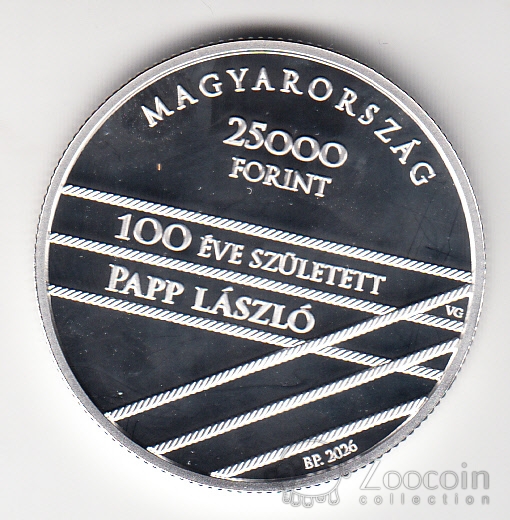 MAGYARORSZÁG
25000
FORINT
100 ÉVE SZÜLETETT
PAPP LÁSZLÓ
VG
BP. 2026
Zoocoin
collection